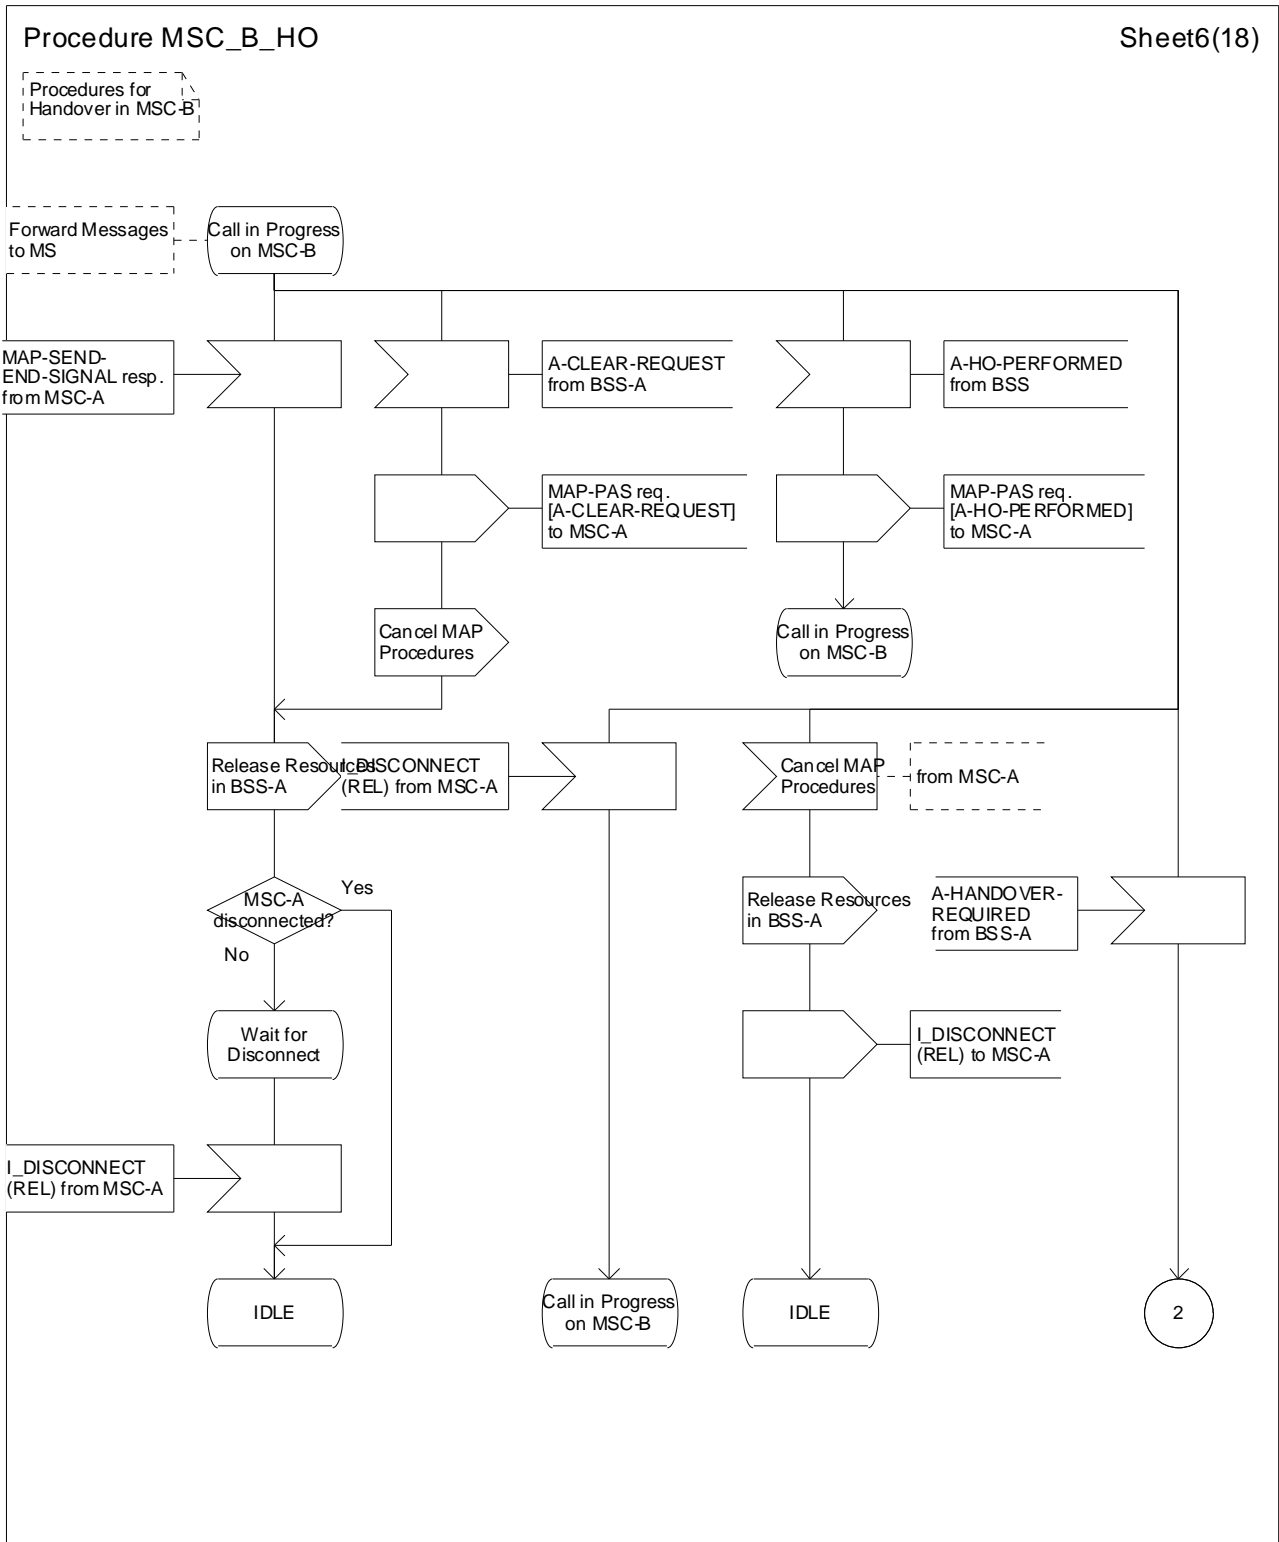 Procedure MSC_B_HO
Sheet6(18)
Procedures for
Handover in MSC-B
Forward Messages
to MS
Call in Progress
on MSC-B
MAP-SEND-
END-SIGNAL resp.
from MSC-A
A-CLEAR-REQUEST
from BSS-A
A-HO-PERFORMED
from BSS
MAP-PAS req.
[A-CLEAR-REQUEST]
to MSC-A
MAP-PAS req.
[A-HO-PERFORMED]
to MSC-A
Cancel MAP
Procedures
Call in Progress
on MSC-B
Release Resources
in BSS-A
I_DISCONNECT
(REL) from MSC-A
Cancel MAP
Procedures
from MSC-A
MSC-A
disconnected?
Yes
No
Release Resources
in BSS-A
A-HANDOVER-
REQUIRED
from BSS-A
Wait for
Disconnect
I_DISCONNECT
(REL) to MSC-A
I_DISCONNECT
(REL) from MSC-A
IDLE
Call in Progress
on MSC-B
IDLE
2